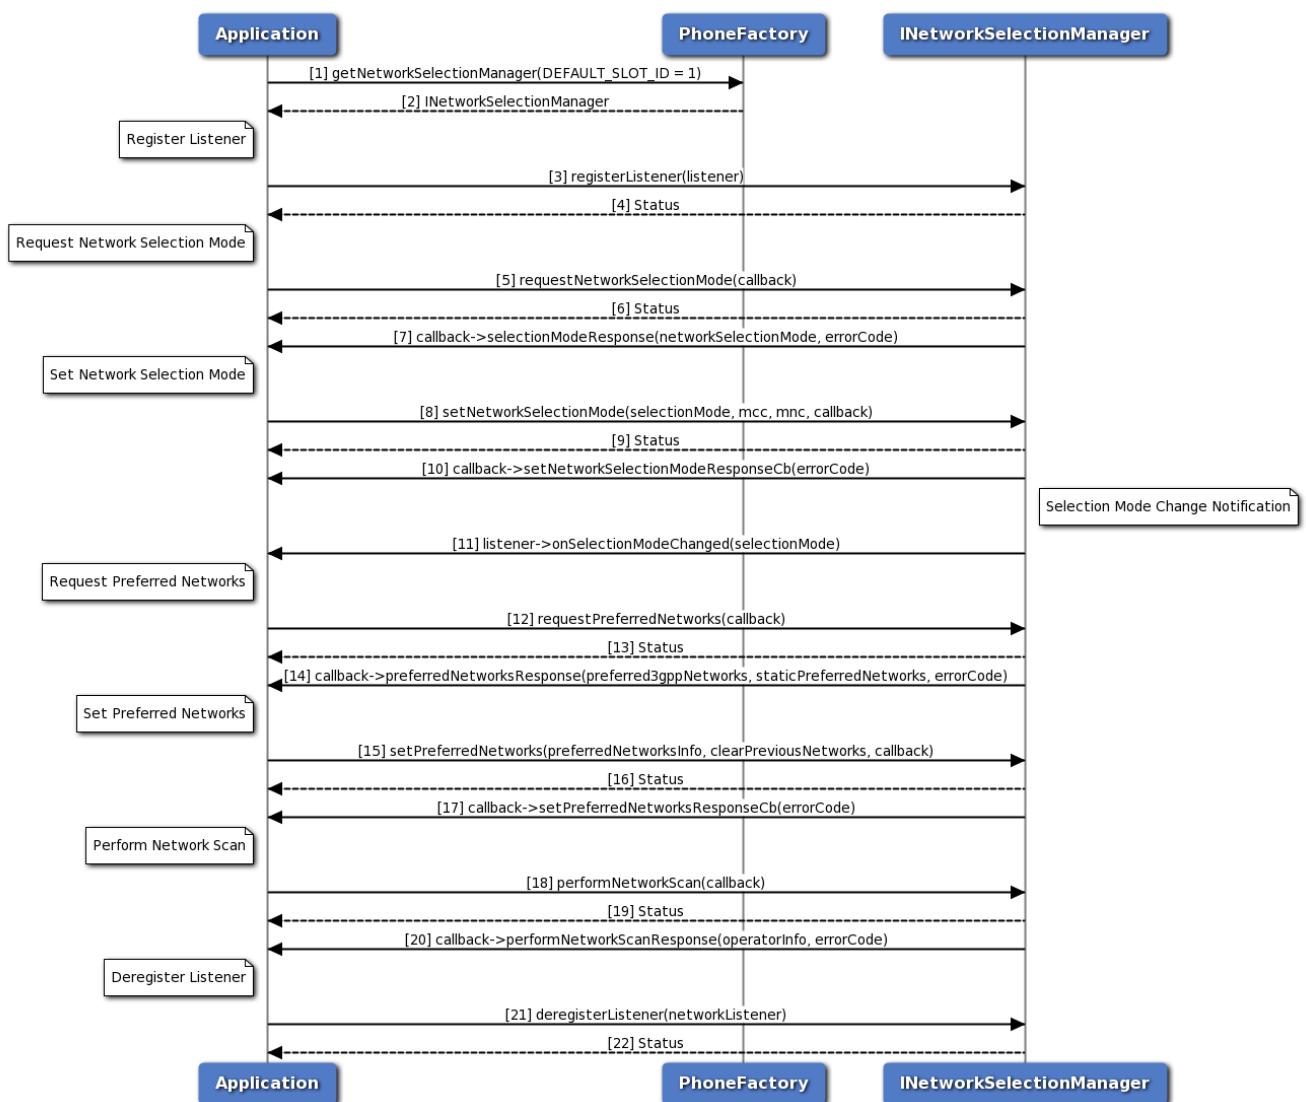 Application
PhoneFactory
INetworkSelectionManager
[1] getNetworkSelectionManager(DEFAULT_SLOT_ID = 1)
[2] INetworkSelectionManager
Register Listener
[3] registerListener(listener)
[4] Status
Request Network Selection Mode
[5] requestNetworkSelectionMode(callback)
[6] Status
[7] callback->selectionModeResponse(networkSelectionMode, errorCode)
Set Network Selection Mode
[8] setNetworkSelectionMode(selectionMode, mcc, mnc, callback)
[9] Status
[10] callback->setNetworkSelectionModeResponseCb(errorCode)
Selection Mode Change Notification
[11] listener->onSelectionModeChanged(selectionMode)
Request Preferred Networks
[12] requestPreferredNetworks(callback)
[13] Status
[14] callback->preferredNetworksResponse(preferred3gppNetworks, staticPreferredNetworks, errorCode)
Set Preferred Networks
[15] setPreferredNetworks(preferredNetworksInfo, clearPreviousNetworks, callback)
[16] Status
[17] callback->setPreferredNetworksResponseCb(errorCode)
Perform Network Scan
[18] performNetworkScan(callback)
[19] Status
[20] callback->performNetworkScanResponse(operatorInfo, errorCode)
Deregister Listener
[21] deregisterListener(networkListener)
[22] Status
Application
PhoneFactory
INetworkSelectionManager